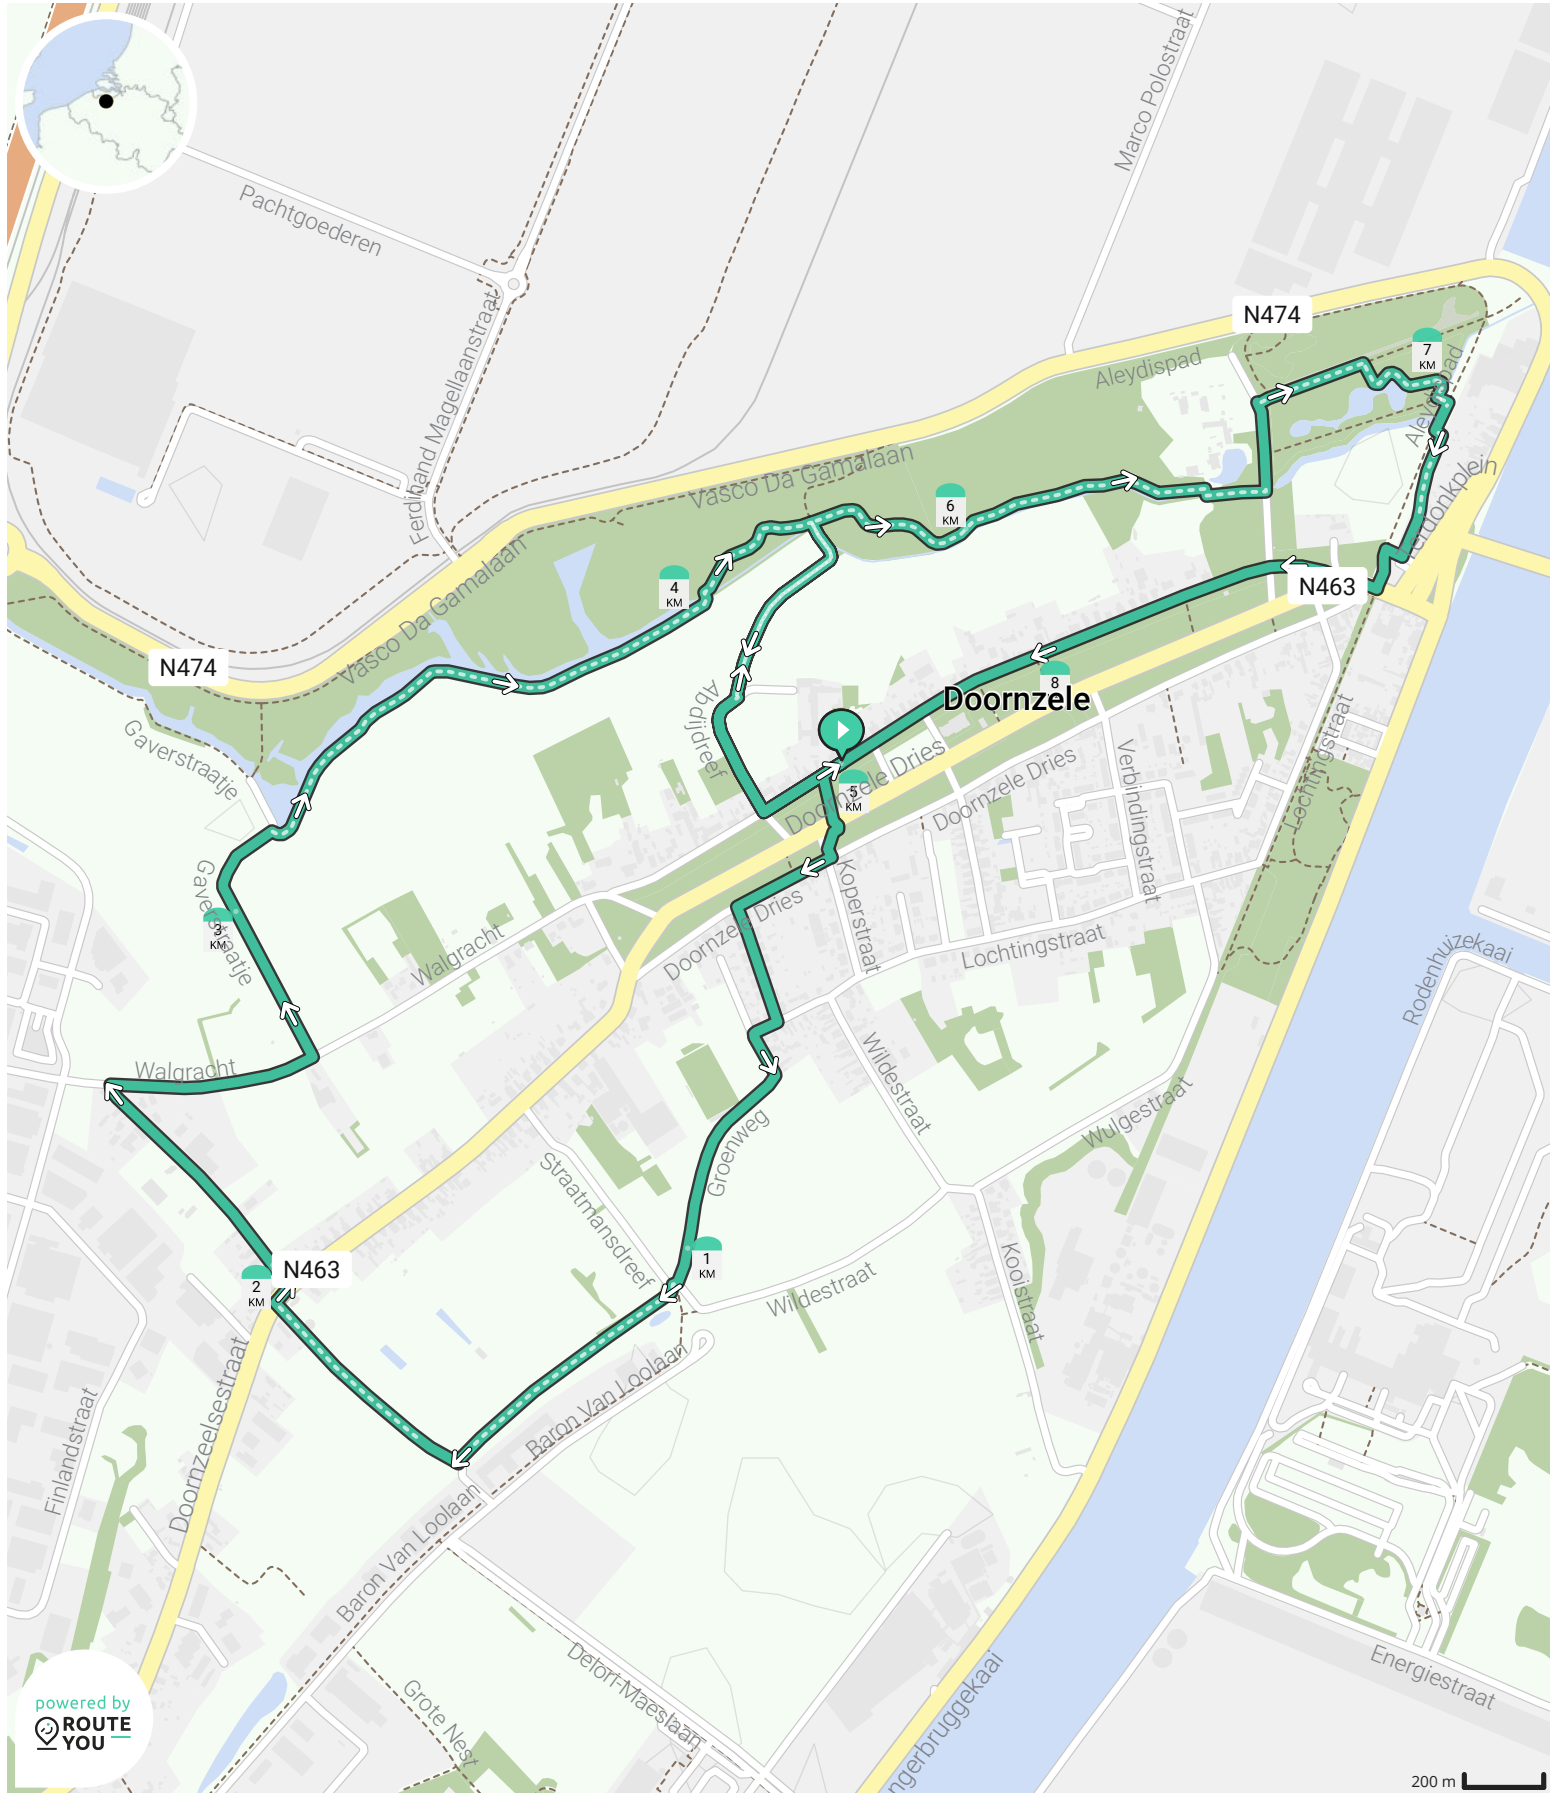 Marco Polostraat
Pachtgoederen
Ferdinand Magellaanstraat
N474
Aleydispad
7
KM
Vasco Da Gamalaan
6
KM
Vasco Da Gamalaan
4
KM
N463
N474
8
KM
Doornzele
Abdijdreef
Gaverstraatje
5
KM
Doornzele Dries
Doornzele Dries
Verbindingstraat
Lochtingstraat
Gaverstraatje
3
KM
Koperstraat
Doornzele Dries
Walgracht
Lochtingstraat
Rodenhuizekaai
Walgracht
Wildestraat
Wulgestraat
Groenweg
Straatmansdreef
1
KM
N463
2
KM
Wildestraat
Kooistraat
Baron Van Loolaan
Doornzeelsestraat
Finlandstraat
Baron Van Loolaan
Delori-Maeslaan
Grote Nest
Energiestraat
powered by
ROUTE
YOU
200 m